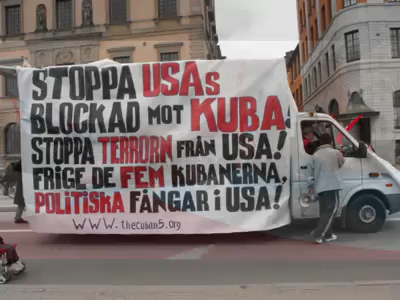 STOPPA USAs
BLOCKAD MOT KUBA!
STOPPA TERRORN FRÅN USA!
FRIGE DE FEM KUBANERNA,
POLITISKA FÅNGAR i USA!
WWW.thecuban5.org